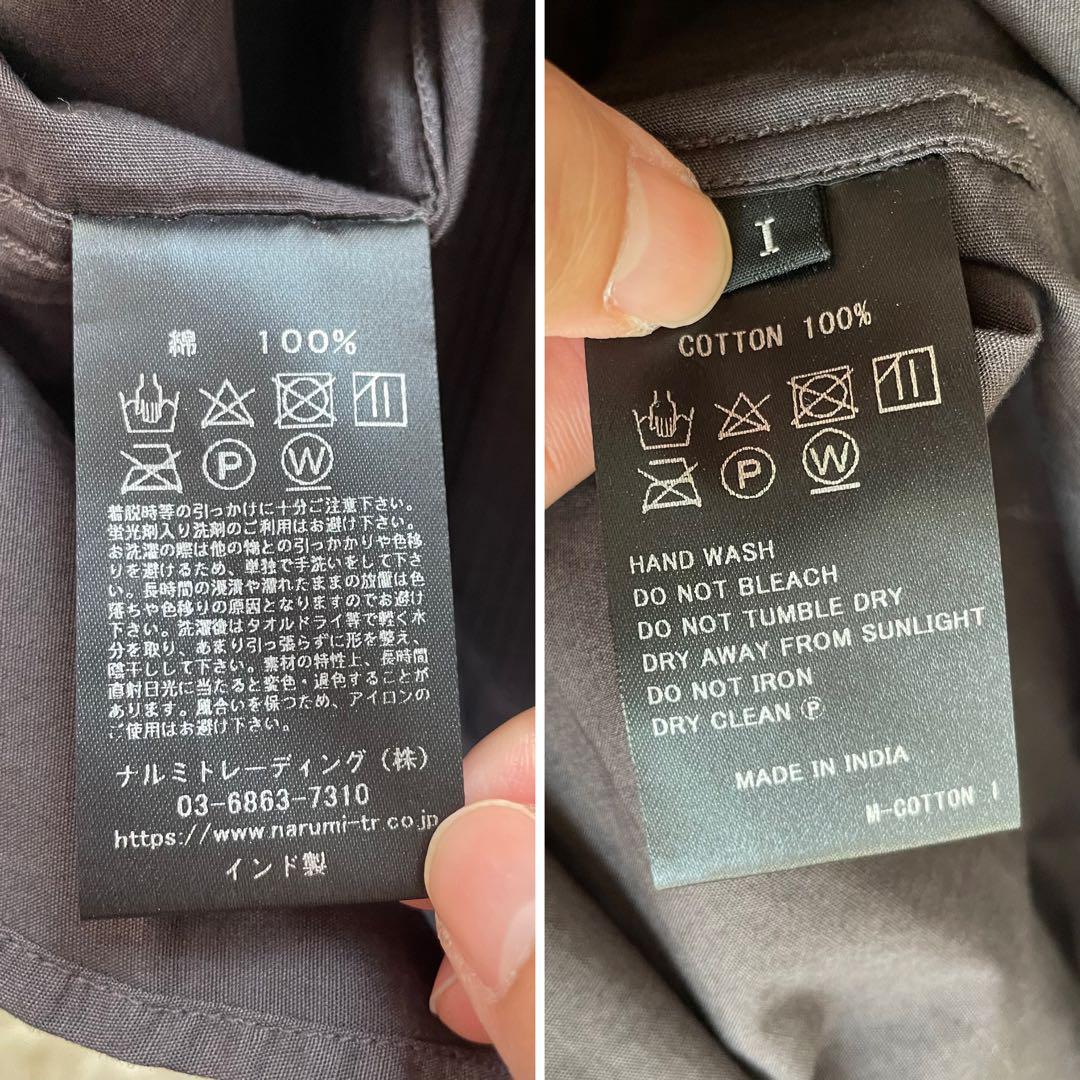 綿 100%
P W
着脱時等の引っかけに十分ご注意下さい。
蛍光剤入り洗剤のご利用はお避け下さい。
お洗濯の際は他の物との引っかかりや色移
りを避けるため、単独で手洗いをして下さ
い。長時間の浸漬や濡れたままの放置は色
落ちや色移りの原因となりますのでお避け
下さい。洗濯後はタオルドライ等で軽く水
分を取り、あまり引っ張らずに形を整え、
陰干しして下さい。素材の特性上、長時間
直射日光に当たると変色・退色することが
あります。風合いを保つため、アイロンの
ご使用はお避け下さい。
ナルミトレーディング(株)
03-6863-7310
https://www.narumi-tr.co.jp
インド製
I
COTTON 100%
P W
HAND WASH
DO NOT BLEACH
DO NOT TUMBLE DRY
DRY AWAY FROM SUNLIGHT
DO NOT IRON
DRY CLEAN Ⓟ
MADE IN INDIA
M-COTTON 1